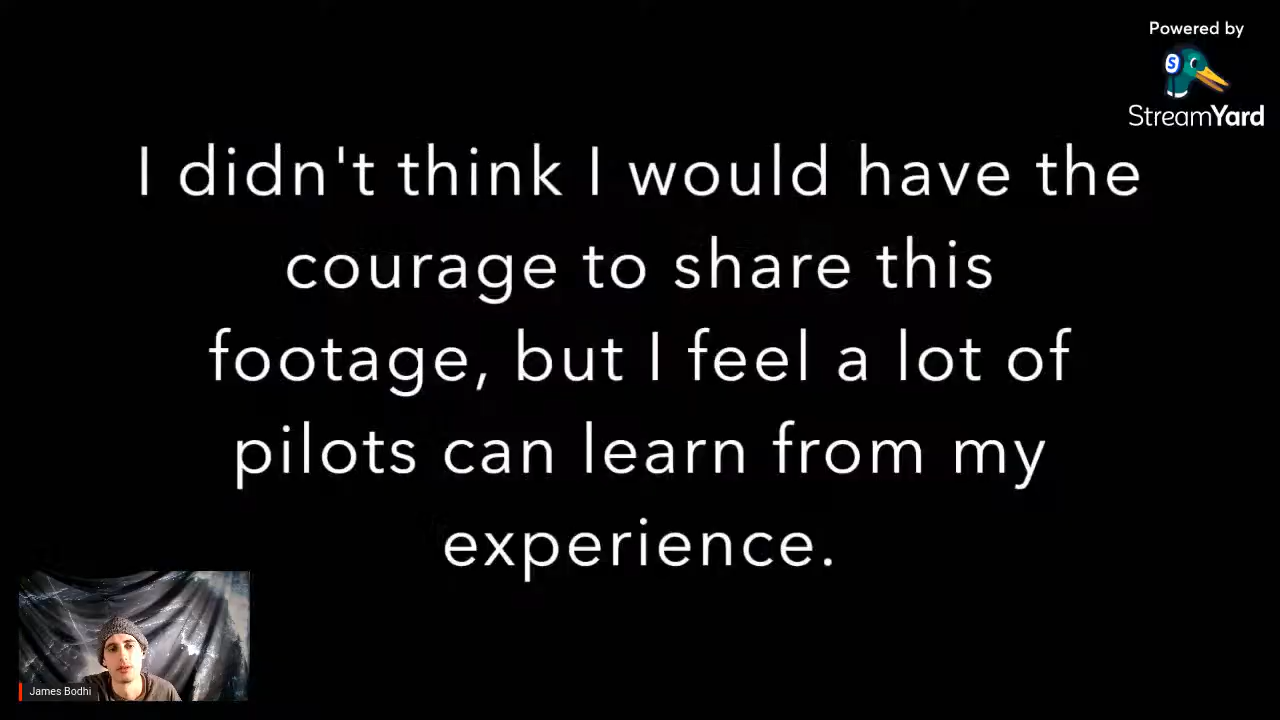 Powered by
S
StreamYard
I didn't think I would have the
courage to share this
footage, but I feel a lot of
pilots can learn from my
experience.
James Bodhi